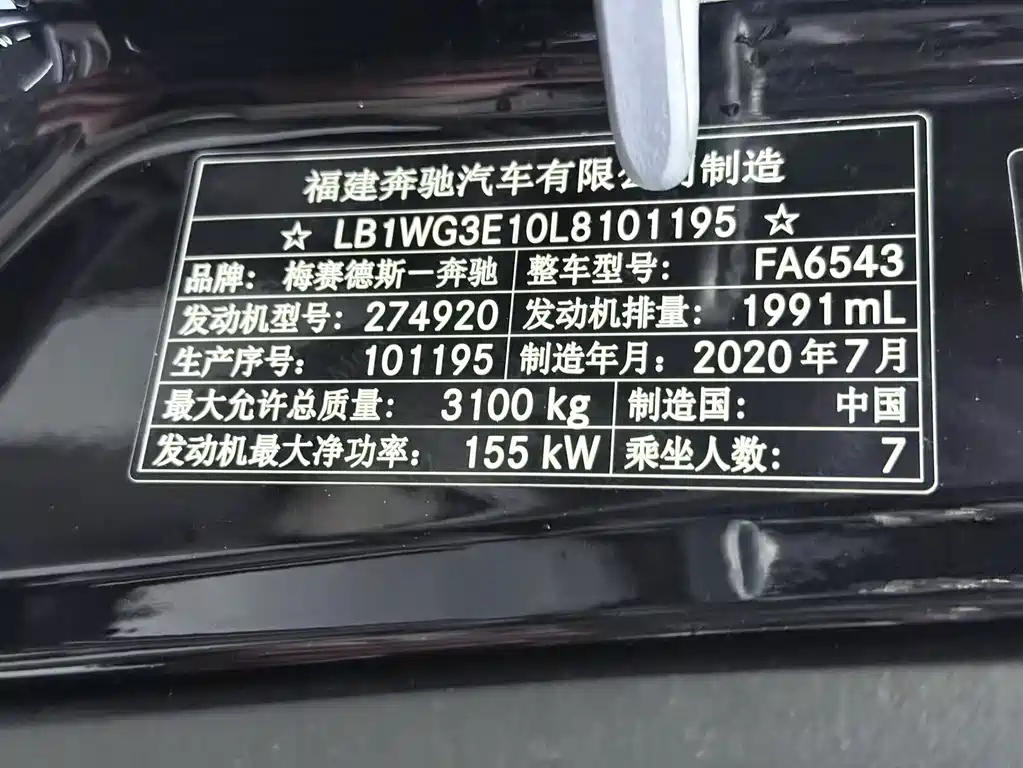 福建奔驰汽车有限公司制造
☆ LB1WG3E10L8101195 ☆
品牌: 梅赛德斯－奔驰 整车型号: FA6543
发动机型号: 274920 发动机排量: 1991mL
生产序号: 101195 制造年月: 2020年7月
最大允许总质量: 3100 kg 制造国: 中国
发动机最大净功率: 155 kW 乘坐人数: 7